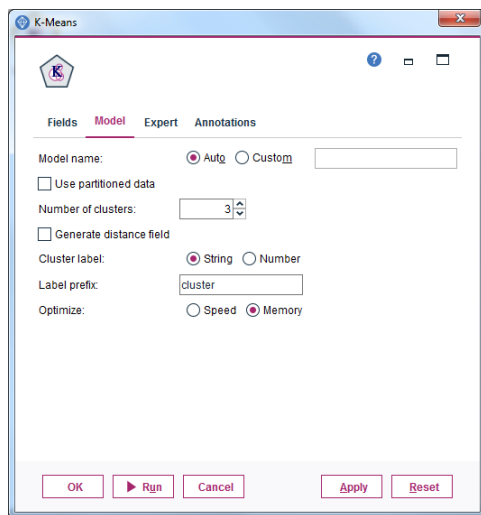 K-Means
x
K
?
Fields Model Expert Annotations
Model name: Auto Custom
Use partitioned data
Number of clusters: 3
Generate distance field
Cluster label: String Number
Label prefix: cluster
Optimize: Speed Memory
OK Run Cancel Apply Reset